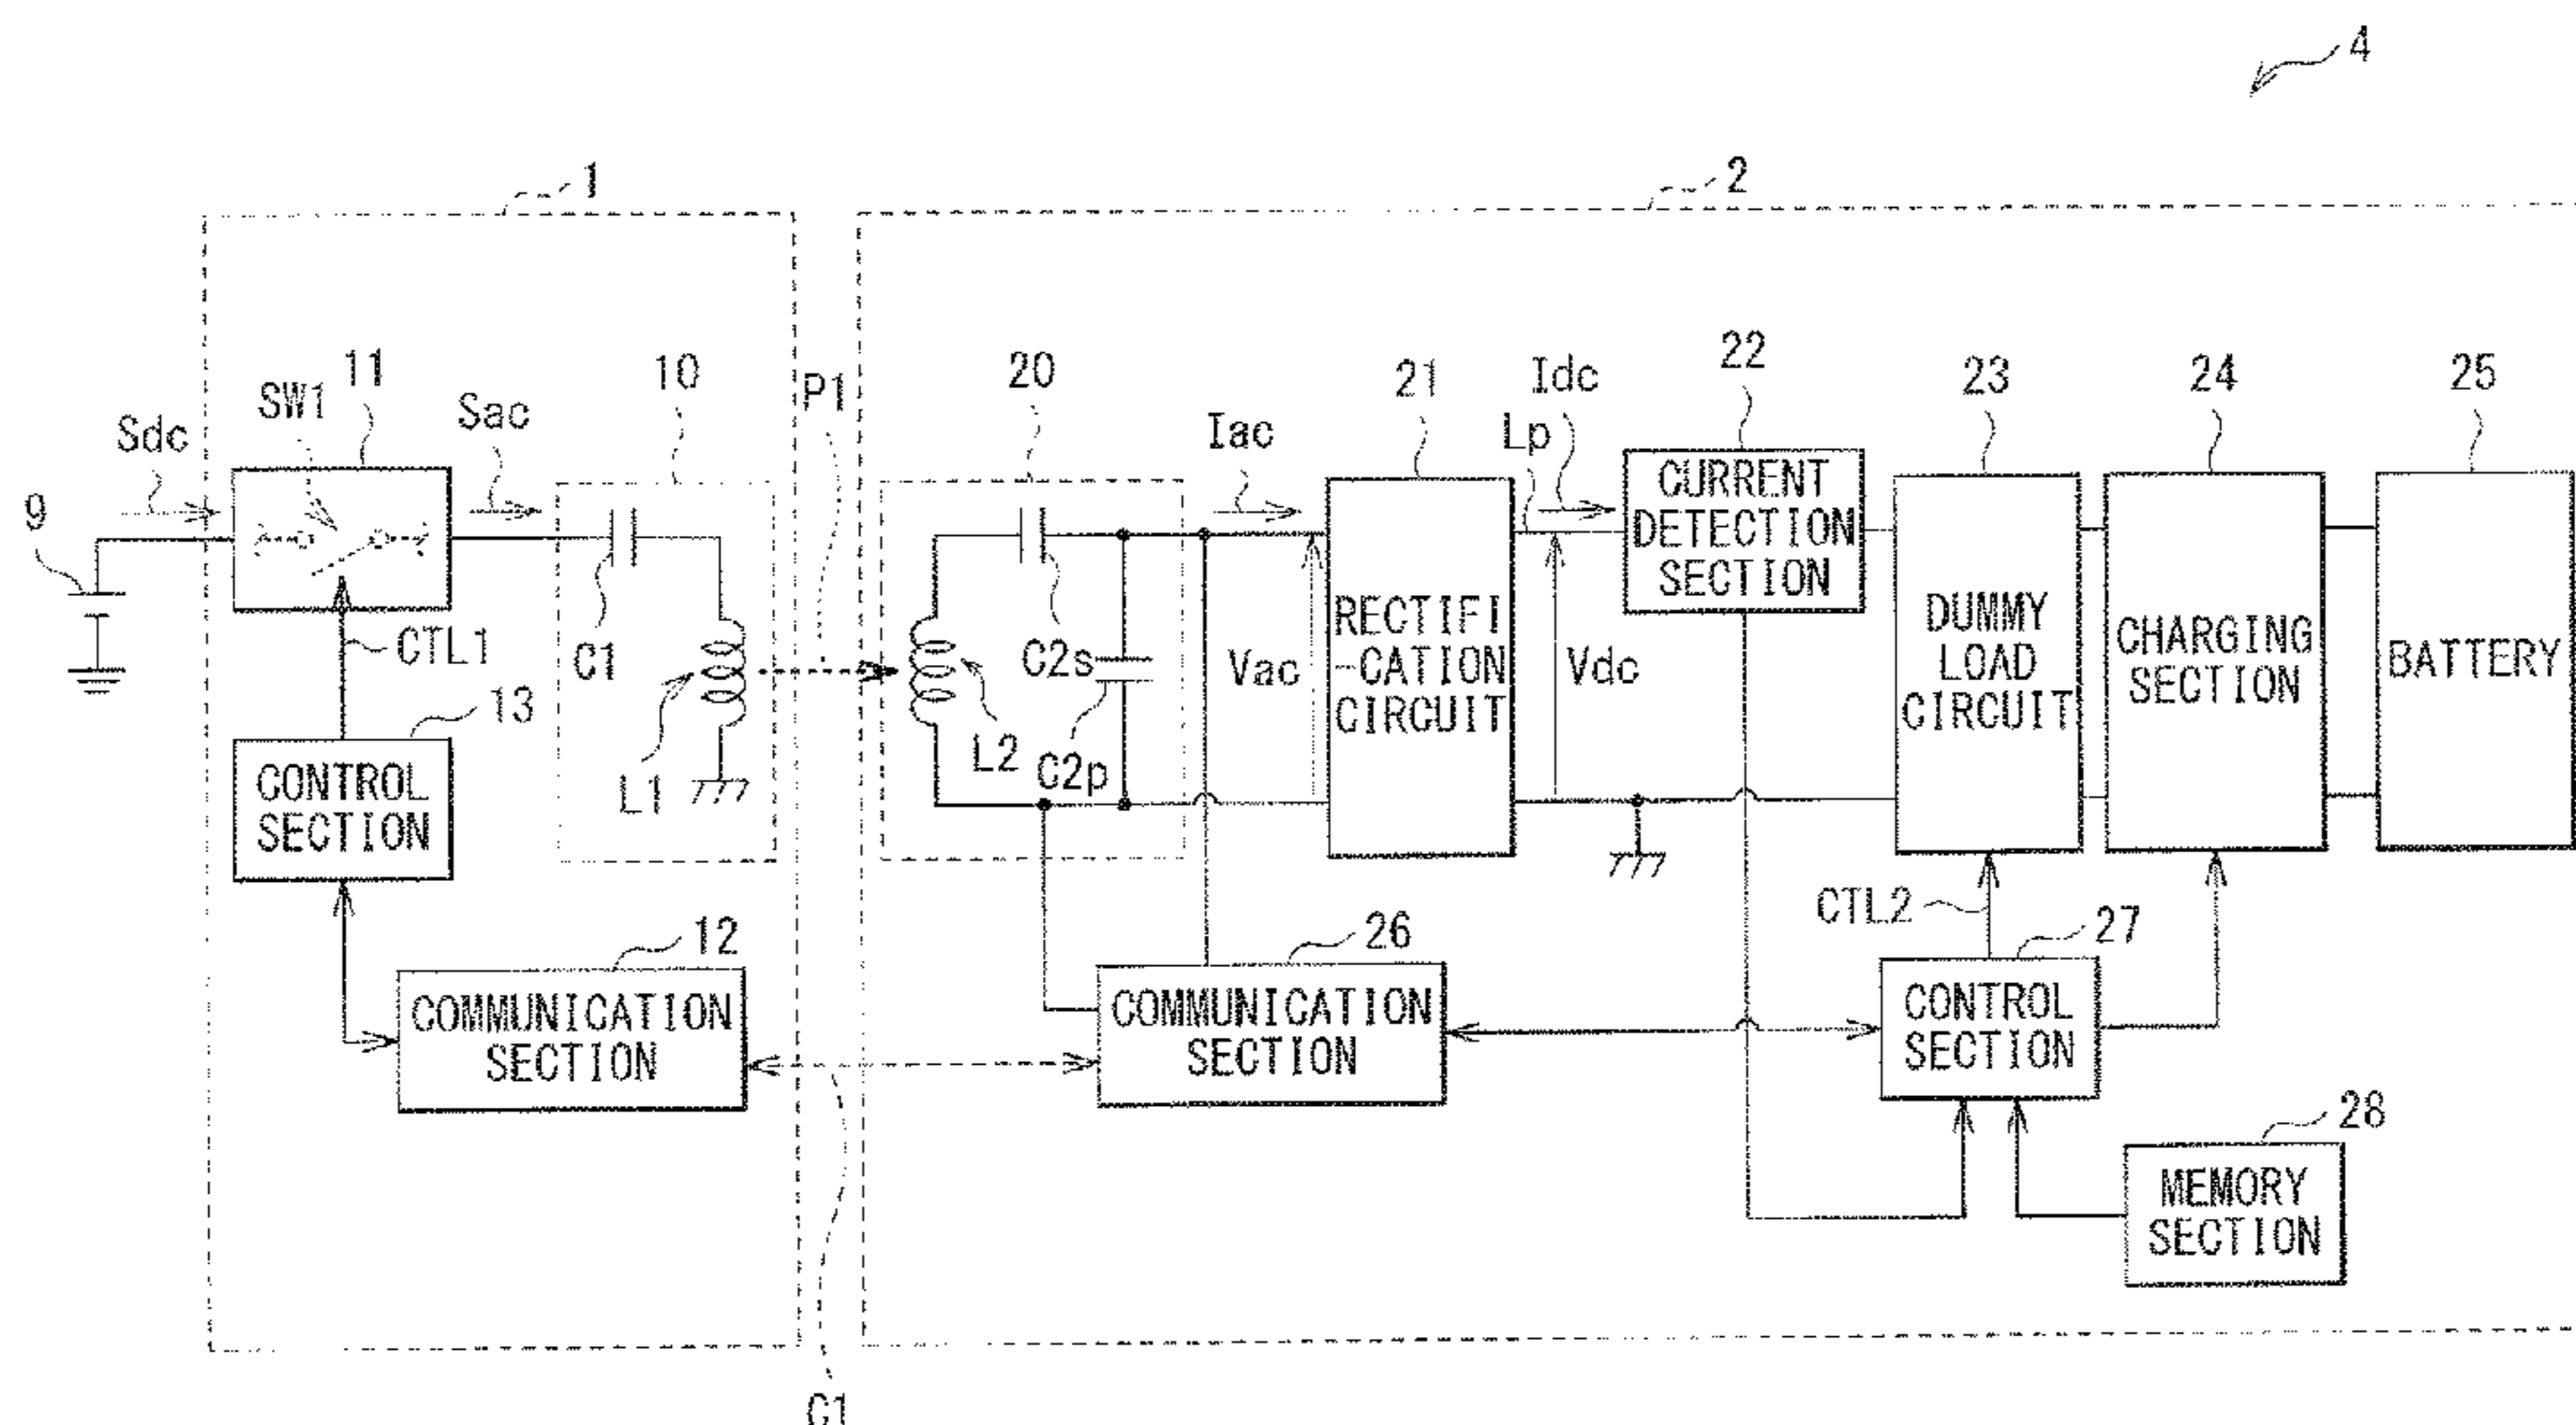 4
1
2
9
Sdc
SW1
11
Sac
10
P1
20
Iac
21
Idc
Lp
22
23
24
25
CURRENT
DETECTION
SECTION
RECTIFI
-CATION
CIRCUIT
DUMMY
LOAD
CIRCUIT
CHARGING
SECTION
BATTERY
CTL1
C1
L1
L2
C2s
C2p
Vac
Vdc
13
CONTROL
SECTION
12
COMMUNICATION
SECTION
26
COMMUNICATION
SECTION
CTL2
27
CONTROL
SECTION
28
MEMORY
SECTION
C1